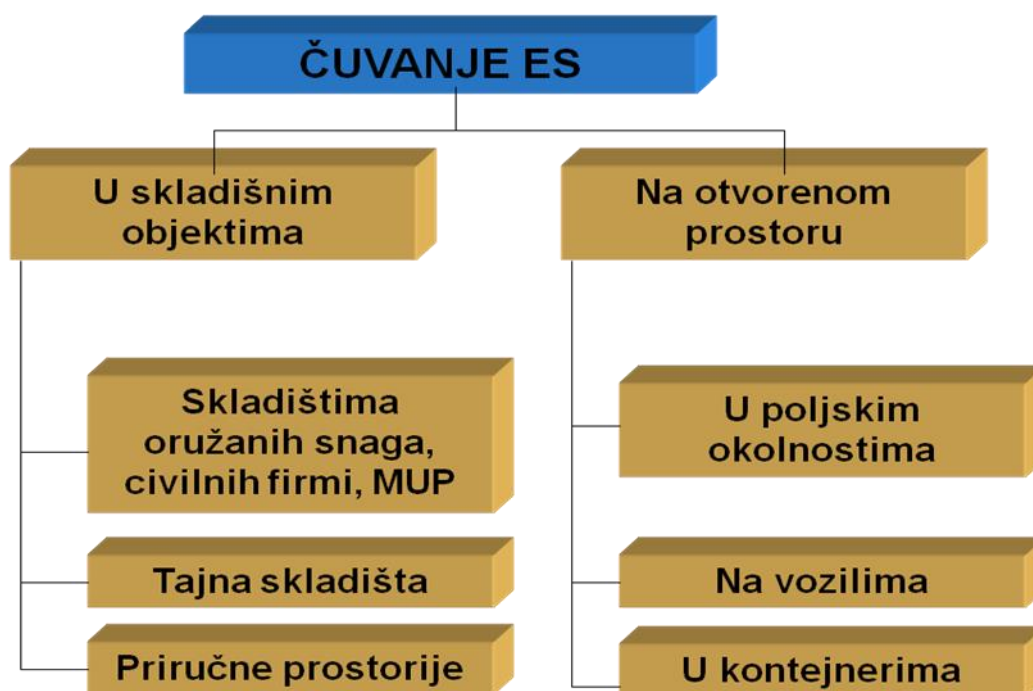 ČUVANJE ES
U skladišnim
objektima
Na otvorenom
prostoru
Skladištima
oružanih snaga,
civilnih firmi, MUP
Tajna skladišta
Priručne prostorije
U poljskim
okolnostima
Na vozilima
U kontejnerima